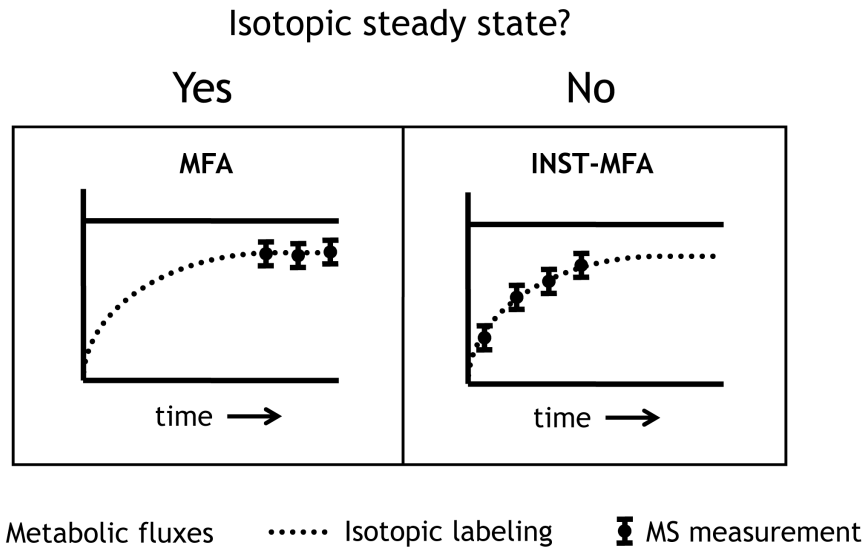 Isotopic steady state?
Yes No
MFA INST-MFA
time time
Metabolic fluxes Isotopic labeling MS measurement